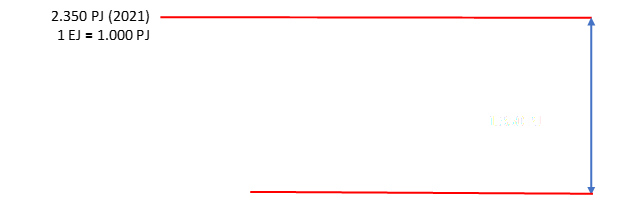 2.350 PJ (2021)
1 EJ = 1.000 PJ